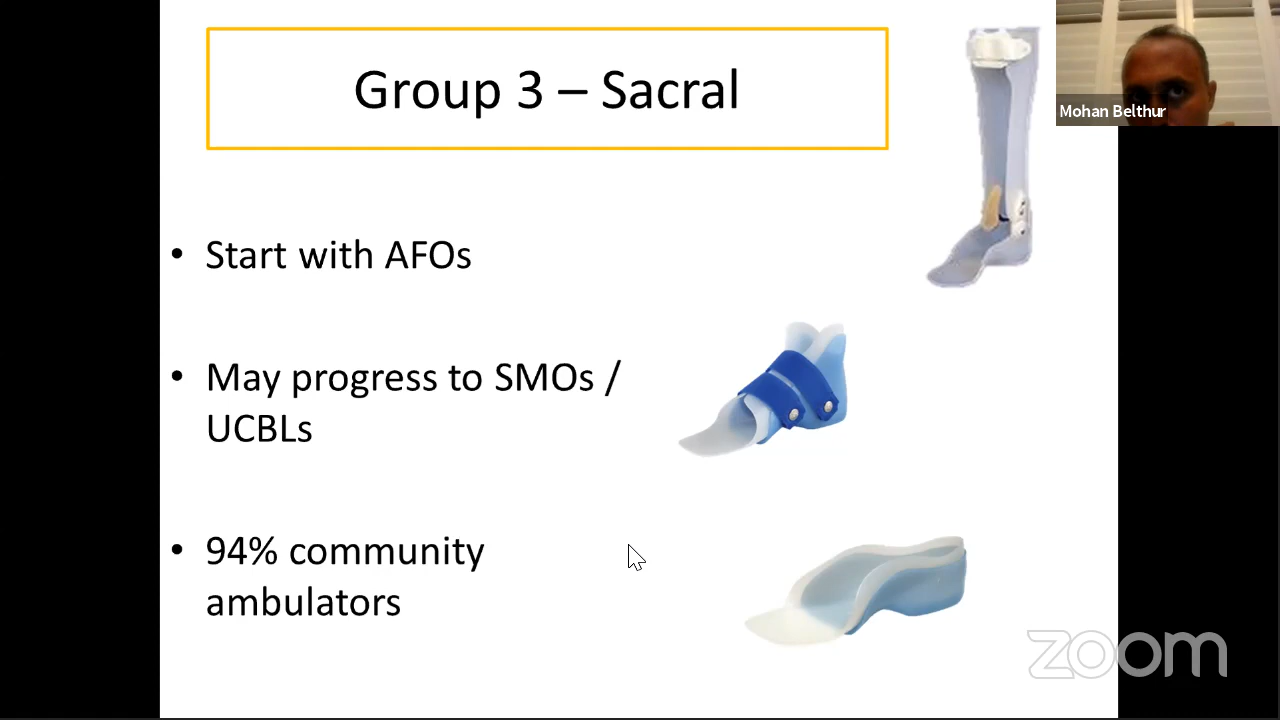 Group 3 – Sacral
Mohan Belthur
• Start with AFOs
• May progress to SMOs /
UCBLs
• 94% community
ambulators
zoom